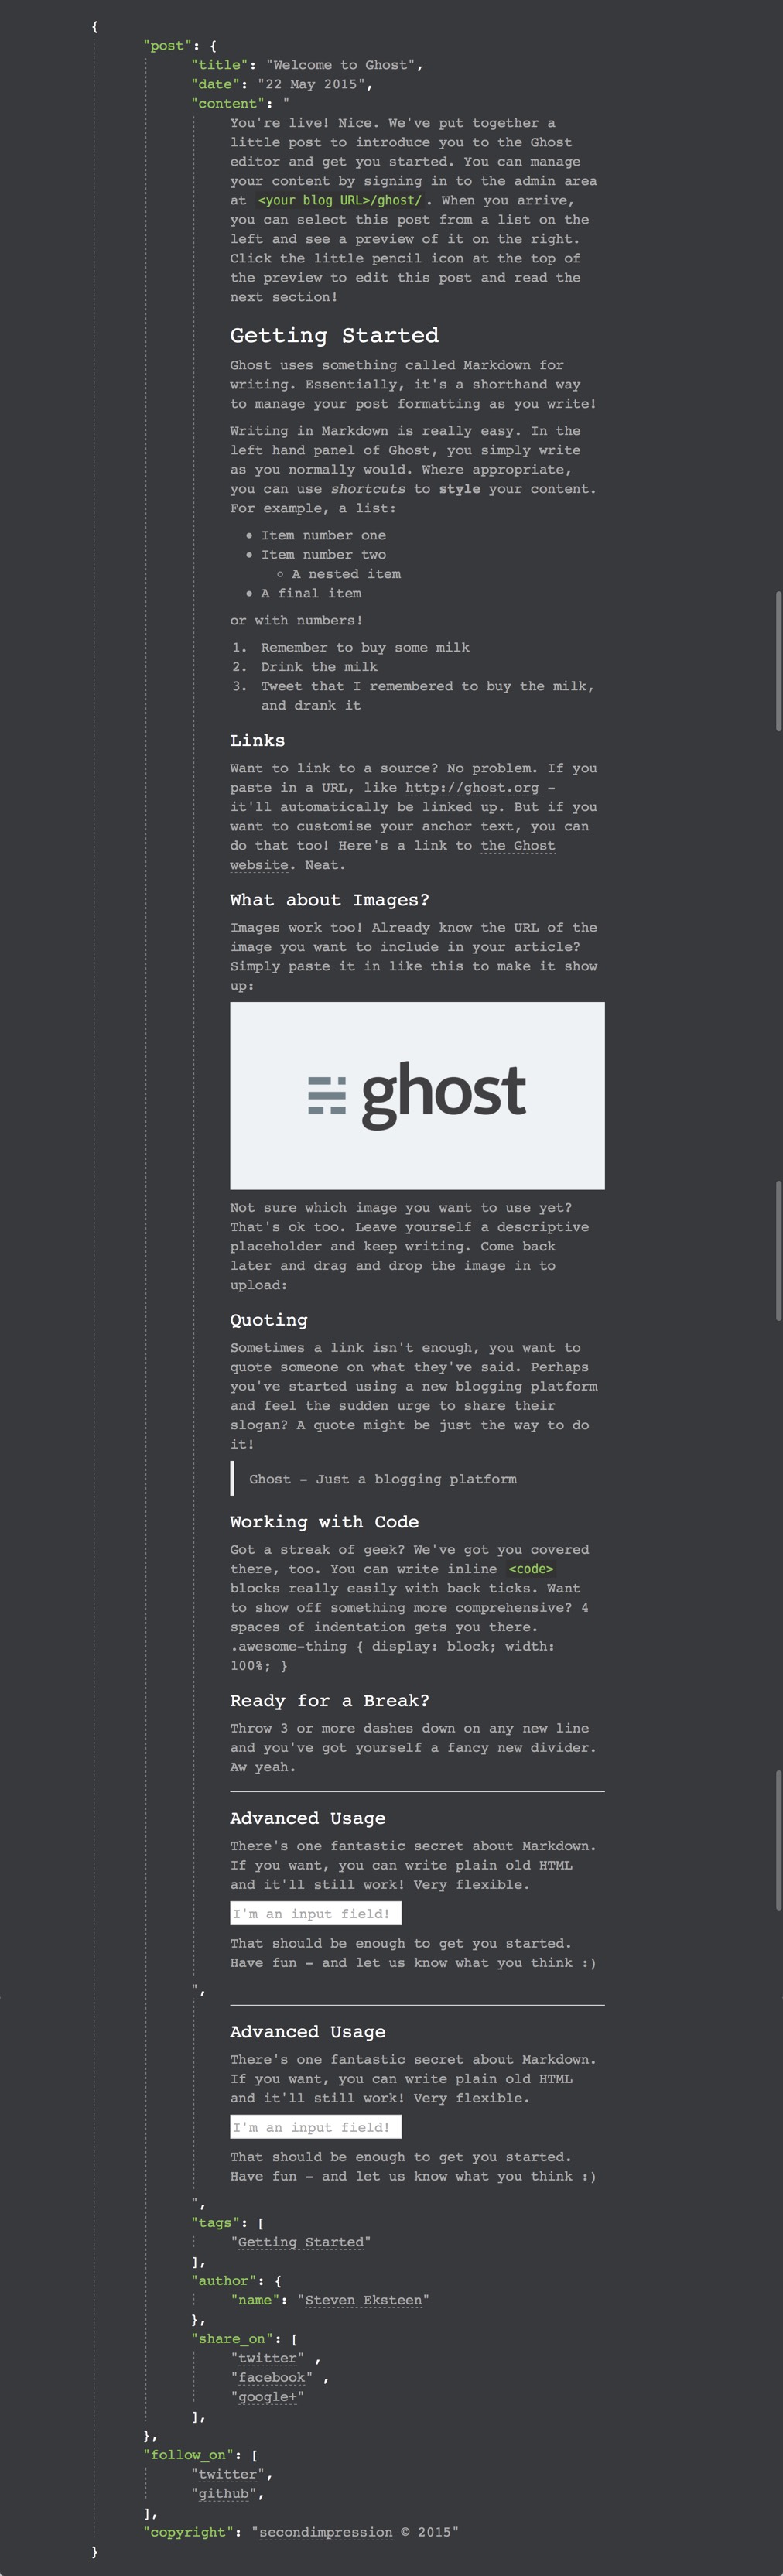 {
"post": {
"title": "Welcome to Ghost",
"date": "22 May 2015",
"content": "
You're live! Nice. We've put together a
little post to introduce you to the Ghost
editor and get you started. You can manage
your content by signing in to the admin area
at <your blog URL>/ghost/. When you arrive,
you can select this post from a list on the
left and see a preview of it on the right.
Click the little pencil icon at the top of
the preview to edit this post and read the
next section!
Getting Started
Ghost uses something called Markdown for
writing. Essentially, it's a shorthand way
to manage your post formatting as you write!
Writing in Markdown is really easy. In the
left hand panel of Ghost, you simply write
as you normally would. Where appropriate,
you can use shortcuts to style your content.
For example, a list:
• Item number one
• Item number two
◦ A nested item
• A final item
or with numbers!
1. Remember to buy some milk
2. Drink the milk
3. Tweet that I remembered to buy the milk,
and drank it
Links
Want to link to a source? No problem. If you
paste in a URL, like http://ghost.org -
it'll automatically be linked up. But if you
want to customise your anchor text, you can
do that too! Here's a link to the Ghost
website. Neat.
What about Images?
Images work too! Already know the URL of the
image you want to include in your article?
Simply paste it in like this to make it show
up:
ghost
Not sure which image you want to use yet?
That's ok too. Leave yourself a descriptive
placeholder and keep writing. Come back
later and drag and drop the image in to
upload:
Quoting
Sometimes a link isn't enough, you want to
quote someone on what they've said. Perhaps
you've started using a new blogging platform
and feel the sudden urge to share their
slogan? A quote might be just the way to do
it!
Ghost - Just a blogging platform
Working with Code
Got a streak of geek? We've got you covered
there, too. You can write inline <code>
blocks really easily with back ticks. Want
to show off something more comprehensive? 4
spaces of indentation gets you there.
.awesome-thing { display: block; width:
100%; }
Ready for a Break?
Throw 3 or more dashes down on any new line
and you've got yourself a fancy new divider.
Aw yeah.
Advanced Usage
There's one fantastic secret about Markdown.
If you want, you can write plain old HTML
and it'll still work! Very flexible.
I'm an input field!
That should be enough to get you started.
Have fun - and let us know what you think :)
",
Advanced Usage
There's one fantastic secret about Markdown.
If you want, you can write plain old HTML
and it'll still work! Very flexible.
I'm an input field!
That should be enough to get you started.
Have fun - and let us know what you think :)
",
"tags": [
"Getting Started"
],
"author": {
"name": "Steven Eksteen"
},
"share_on": [
"twitter" ,
"facebook" ,
"google+"
],
},
"follow_on": [
"twitter",
"github",
],
"copyright": "secondimpression © 2015"
}